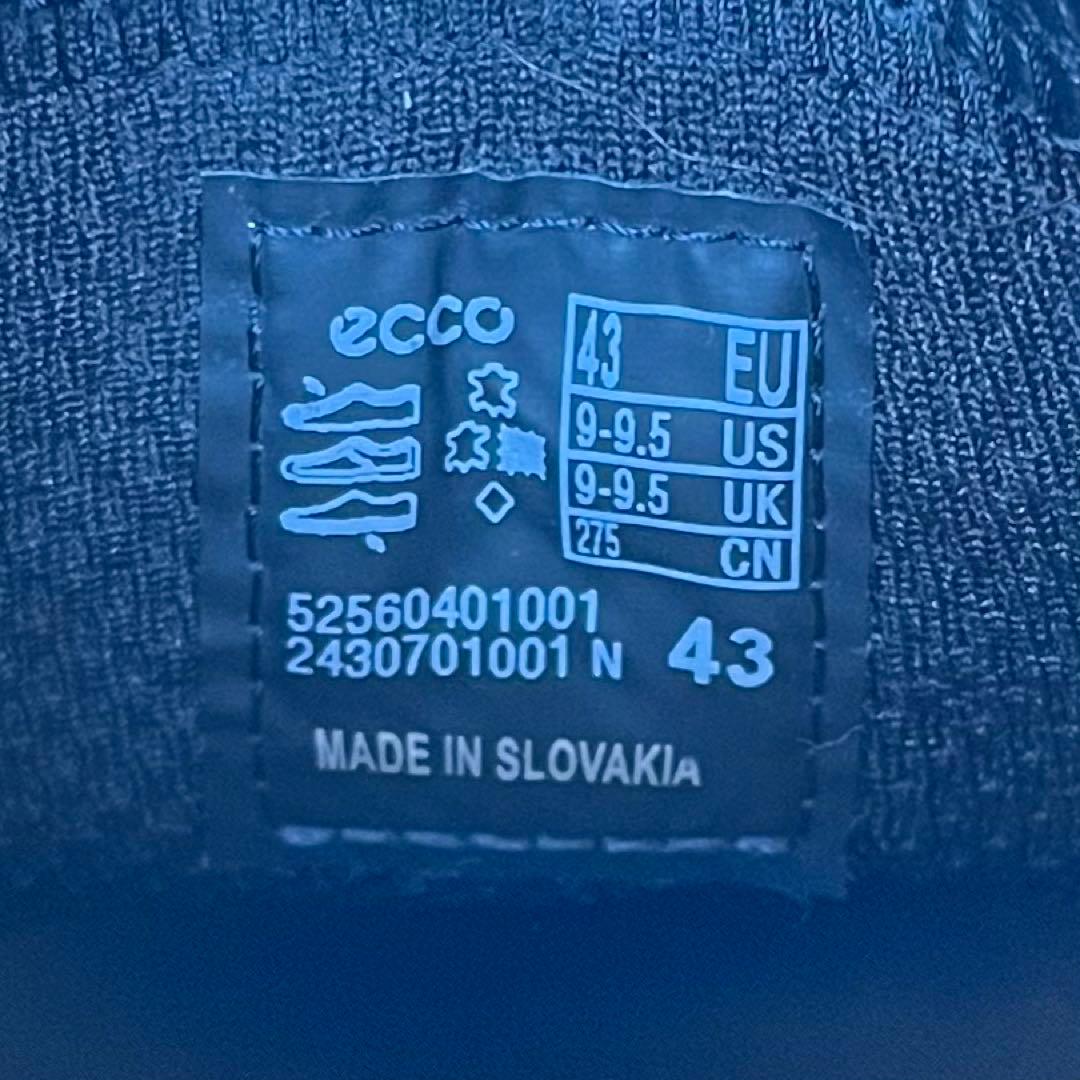 ecco
43 EU
9-9.5 US
9-9.5 UK
275 CN
52560401001
2430701001 N 43
MADE IN SLOVAKIA